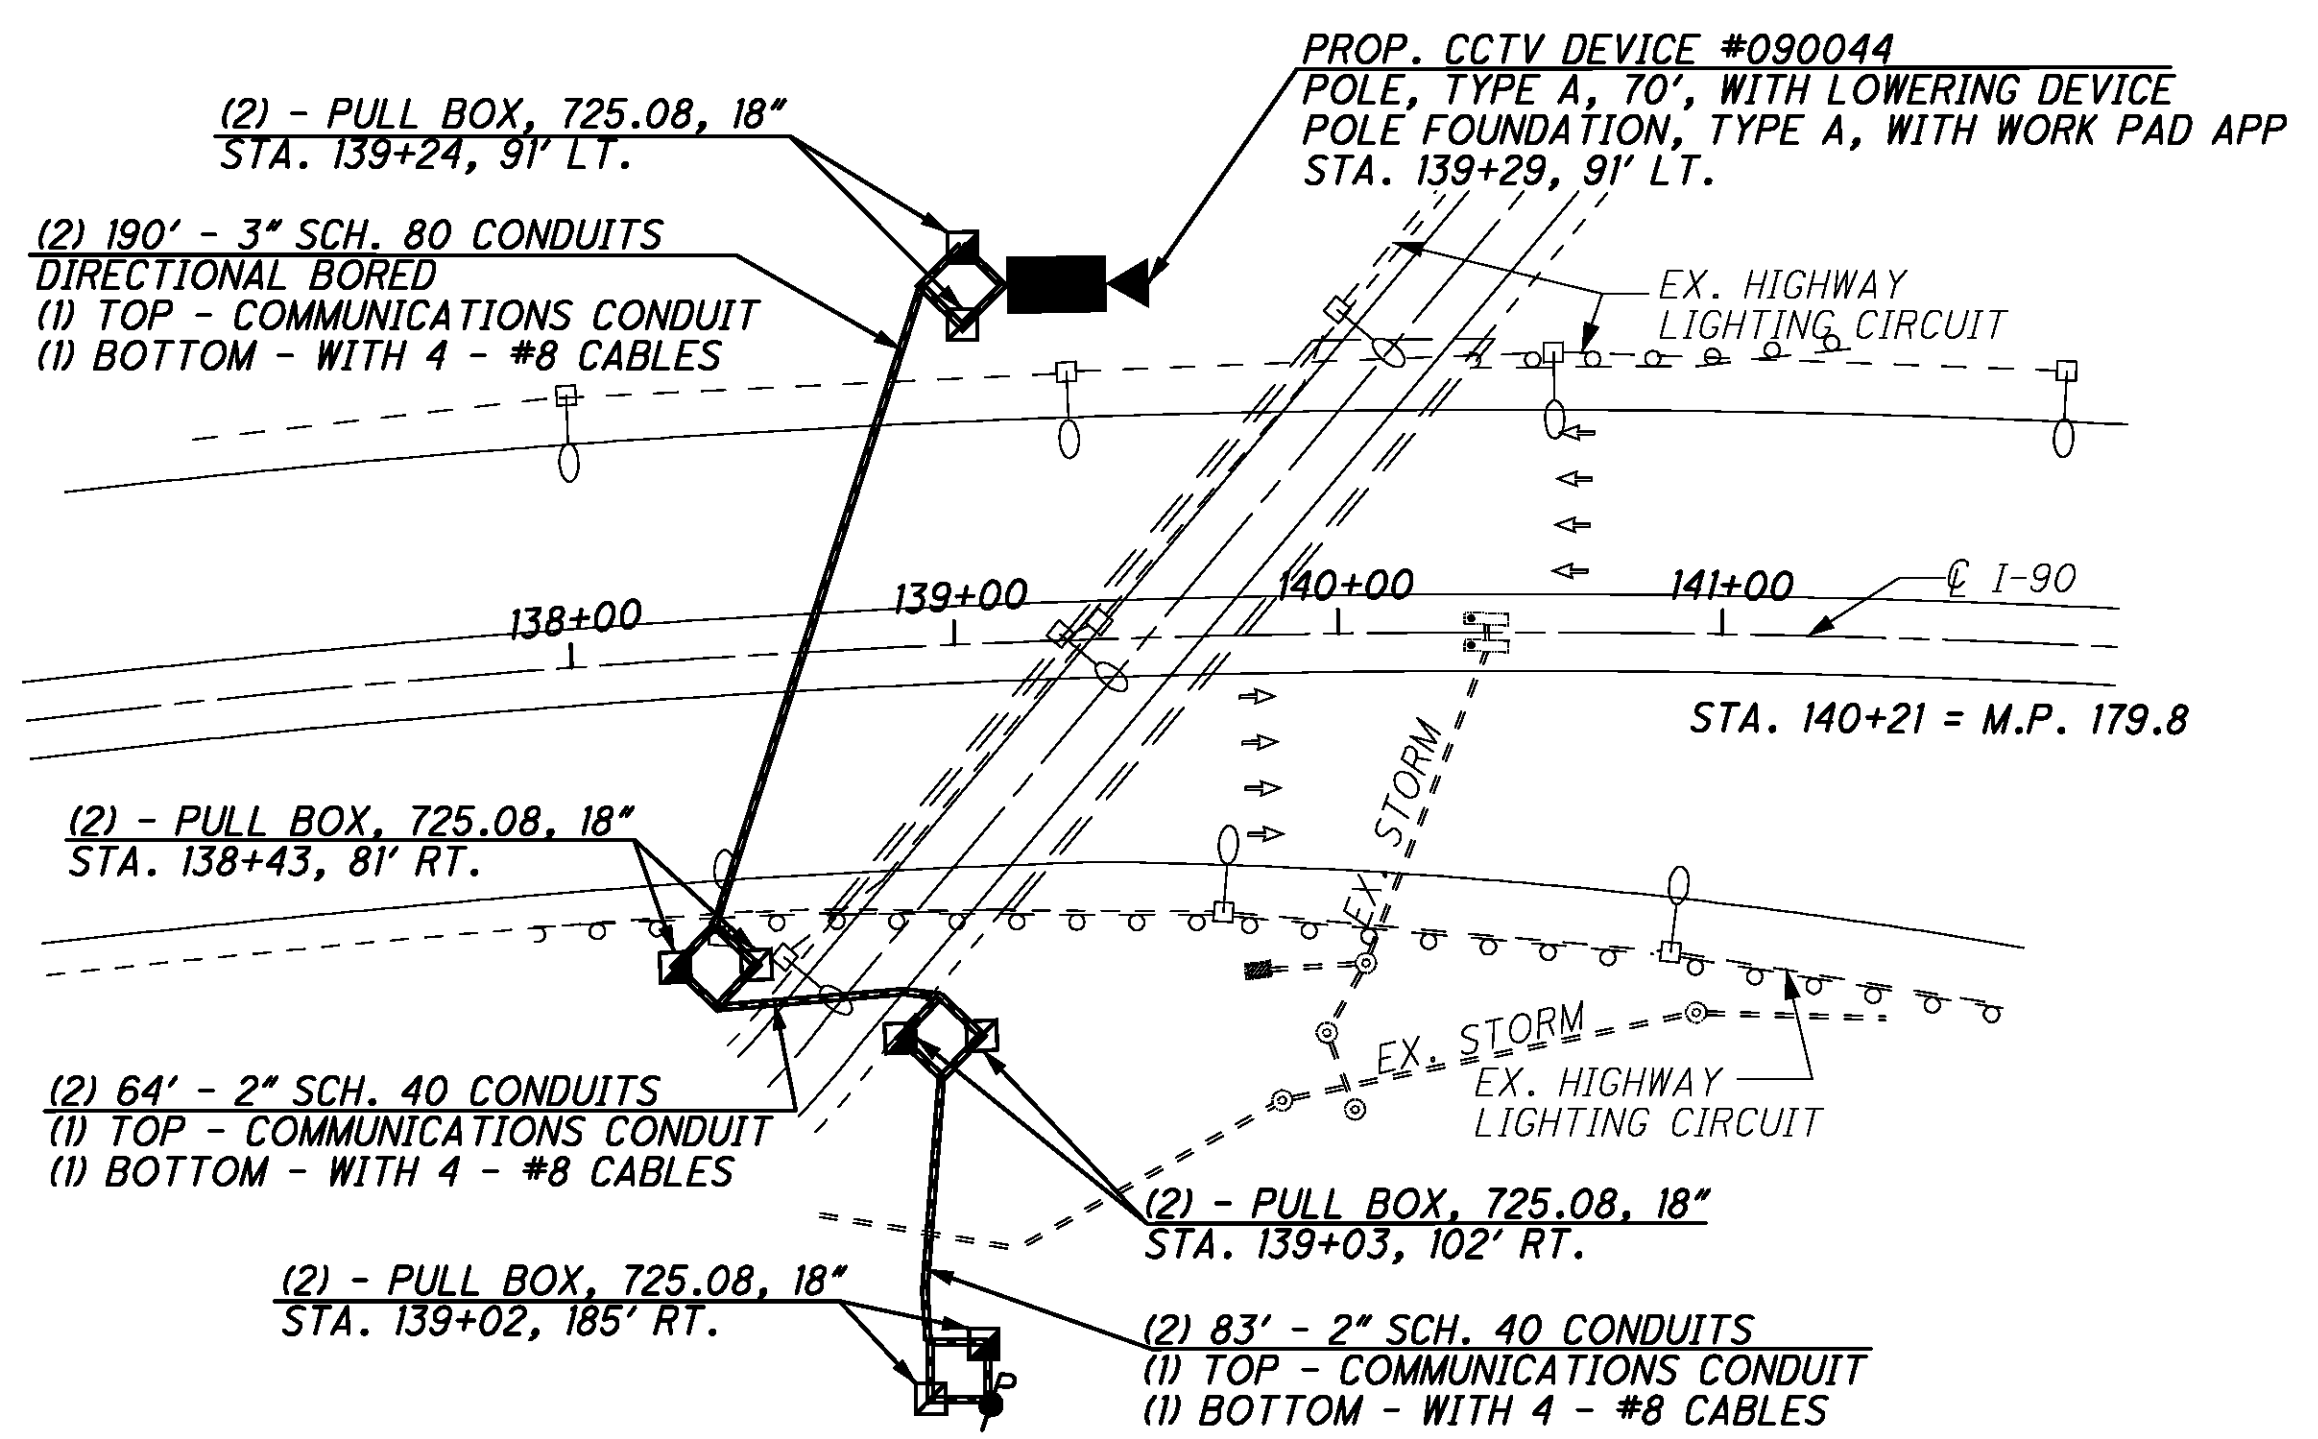 PROP. CCTV DEVICE #090044
POLE, TYPE A, 70', WITH LOWERING DEVICE
POLE FOUNDATION, TYPE A, WITH WORK PAD APP
STA. 139+29, 91' LT.
(2) - PULL BOX, 725.08, 18"
STA. 139+24, 91' LT.
(2) 190' - 3" SCH. 80 CONDUITS
DIRECTIONAL BORED
(1) TOP - COMMUNICATIONS CONDUIT
(1) BOTTOM - WITH 4 - #8 CABLES
EX. HIGHWAY
LIGHTING CIRCUIT
138+00
139+00
140+00
141+00
℄ I-90
STA. 140+21 = M.P. 179.8
EX. STORM
(2) - PULL BOX, 725.08, 18"
STA. 138+43, 81' RT.
EX. STORM
EX. HIGHWAY
LIGHTING CIRCUIT
(2) 64' - 2" SCH. 40 CONDUITS
(1) TOP - COMMUNICATIONS CONDUIT
(1) BOTTOM - WITH 4 - #8 CABLES
(2) - PULL BOX, 725.08, 18"
STA. 139+03, 102' RT.
(2) - PULL BOX, 725.08, 18"
STA. 139+02, 185' RT.
(2) 83' - 2" SCH. 40 CONDUITS
(1) TOP - COMMUNICATIONS CONDUIT
(1) BOTTOM - WITH 4 - #8 CABLES
P